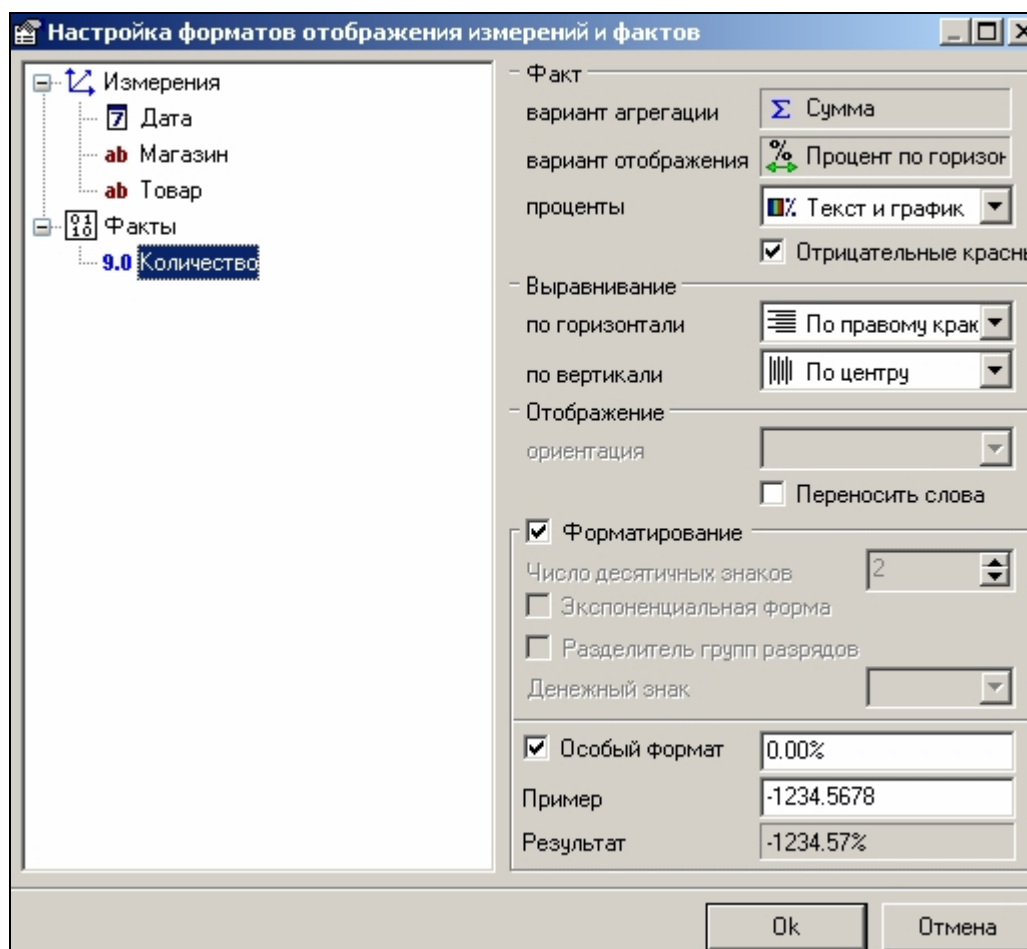 Настройка форматов отображения измерений и фактов
Измерения
7 Дата
ab Магазин
ab Товар
Факты
9.0 Количество
Факт
вариант агрегации Σ Сумма
вариант отображения % Процент по горизон
проценты % Текст и график
Отрицательные красны
Выравнивание
по горизонтали По правому крак
по вертикали По центру
Отображение
ориентация
Переносить слова
Форматирование
Число десятичных знаков 2
Экспоненциальная форма
Разделитель групп разрядов
Денежный знак
Особый формат 0.00%
Пример -1234.5678
Результат -1234.57%
Ok Отмена